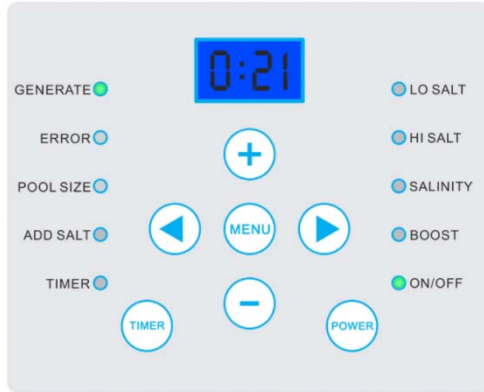 0:21
GENERATE
LO SALT
ERROR
HI SALT
+
POOL SIZE
SALINITY
ADD SALT
MENU
BOOST
TIMER
−
ON/OFF
TIMER
POWER